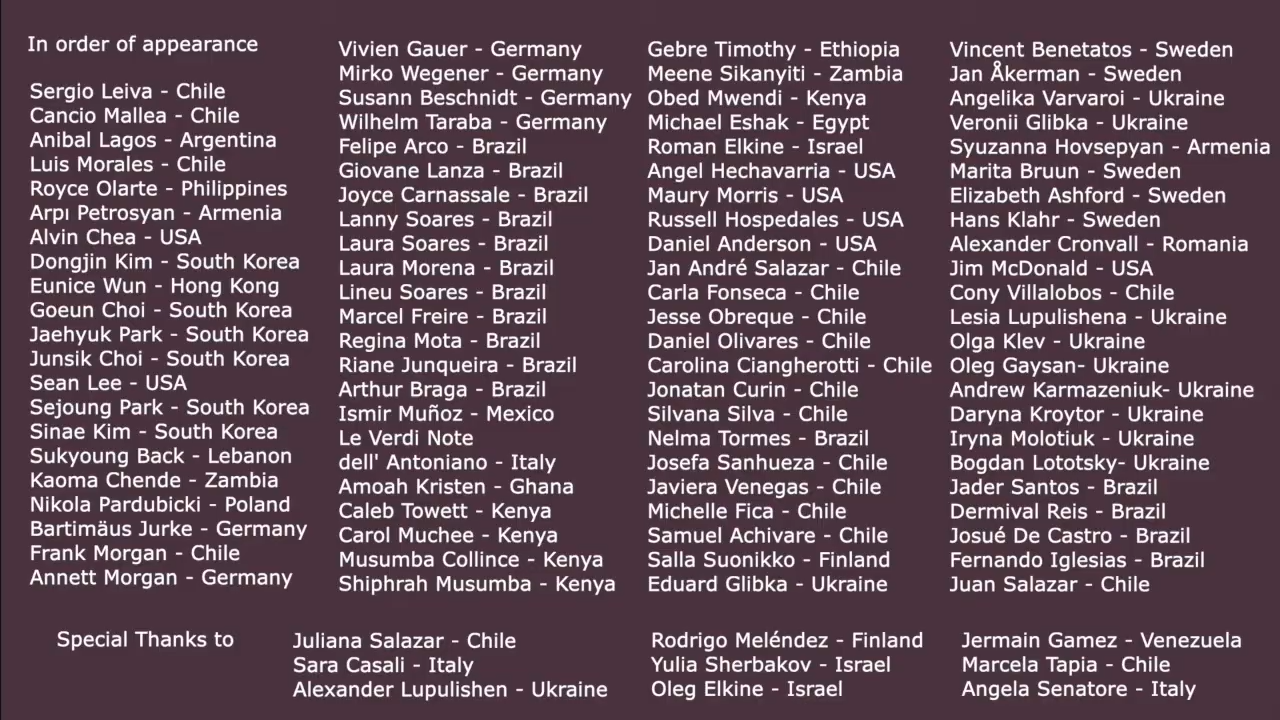 In order of appearance
Sergio Leiva - Chile
Cancio Mallea - Chile
Anibal Lagos - Argentina
Luis Morales - Chile
Royce Olarte - Philippines
Arpı Petrosyan - Armenia
Alvin Chea - USA
Dongjin Kim - South Korea
Eunice Wun - Hong Kong
Goeun Choi - South Korea
Jaehyuk Park - South Korea
Junsik Choi - South Korea
Sean Lee - USA
Sejoung Park - South Korea
Sinae Kim - South Korea
Sukyoung Back - Lebanon
Kaoma Chende - Zambia
Nikola Pardubicki - Poland
Bartimäus Jurke - Germany
Frank Morgan - Chile
Annett Morgan - Germany
Vivien Gauer - Germany
Mirko Wegener - Germany
Susann Beschnidt - Germany
Wilhelm Taraba - Germany
Felipe Arco - Brazil
Giovane Lanza - Brazil
Joyce Carnassale - Brazil
Lanny Soares - Brazil
Laura Soares - Brazil
Laura Morena - Brazil
Lineu Soares - Brazil
Marcel Freire - Brazil
Regina Mota - Brazil
Riane Junqueira - Brazil
Arthur Braga - Brazil
Ismir Muñoz - Mexico
Le Verdi Note
dell' Antoniano - Italy
Amoah Kristen - Ghana
Caleb Towett - Kenya
Carol Muchee - Kenya
Musumba Collince - Kenya
Shiphrah Musumba - Kenya
Gebre Timothy - Ethiopia
Meene Sikanyiti - Zambia
Obed Mwendi - Kenya
Michael Eshak - Egypt
Roman Elkine - Israel
Angel Hechavarria - USA
Maury Morris - USA
Russell Hospedales - USA
Daniel Anderson - USA
Jan André Salazar - Chile
Carla Fonseca - Chile
Jesse Obreque - Chile
Daniel Olivares - Chile
Carolina Ciangherotti - Chile
Jonatan Curin - Chile
Silvana Silva - Chile
Nelma Tormes - Brazil
Josefa Sanhueza - Chile
Javiera Venegas - Chile
Michelle Fica - Chile
Samuel Achivare - Chile
Salla Suonikko - Finland
Eduard Glibka - Ukraine
Vincent Benetatos - Sweden
Jan Åkerman - Sweden
Angelika Varvaroi - Ukraine
Veronii Glibka - Ukraine
Syuzanna Hovsepyan - Armenia
Marita Bruun - Sweden
Elizabeth Ashford - Sweden
Hans Klahr - Sweden
Alexander Cronvall - Romania
Jim McDonald - USA
Cony Villalobos - Chile
Lesia Lupulishena - Ukraine
Olga Klev - Ukraine
Oleg Gaysan- Ukraine
Andrew Karmazeniuk- Ukraine
Daryna Kroytor - Ukraine
Iryna Molotiuk - Ukraine
Bogdan Lototsky- Ukraine
Jader Santos - Brazil
Dermival Reis - Brazil
Josué De Castro - Brazil
Fernando Iglesias - Brazil
Juan Salazar - Chile
Special Thanks to
Juliana Salazar - Chile
Sara Casali - Italy
Alexander Lupulishen - Ukraine
Rodrigo Meléndez - Finland
Yulia Sherbakov - Israel
Oleg Elkine - Israel
Jermain Gamez - Venezuela
Marcela Tapia - Chile
Angela Senatore - Italy